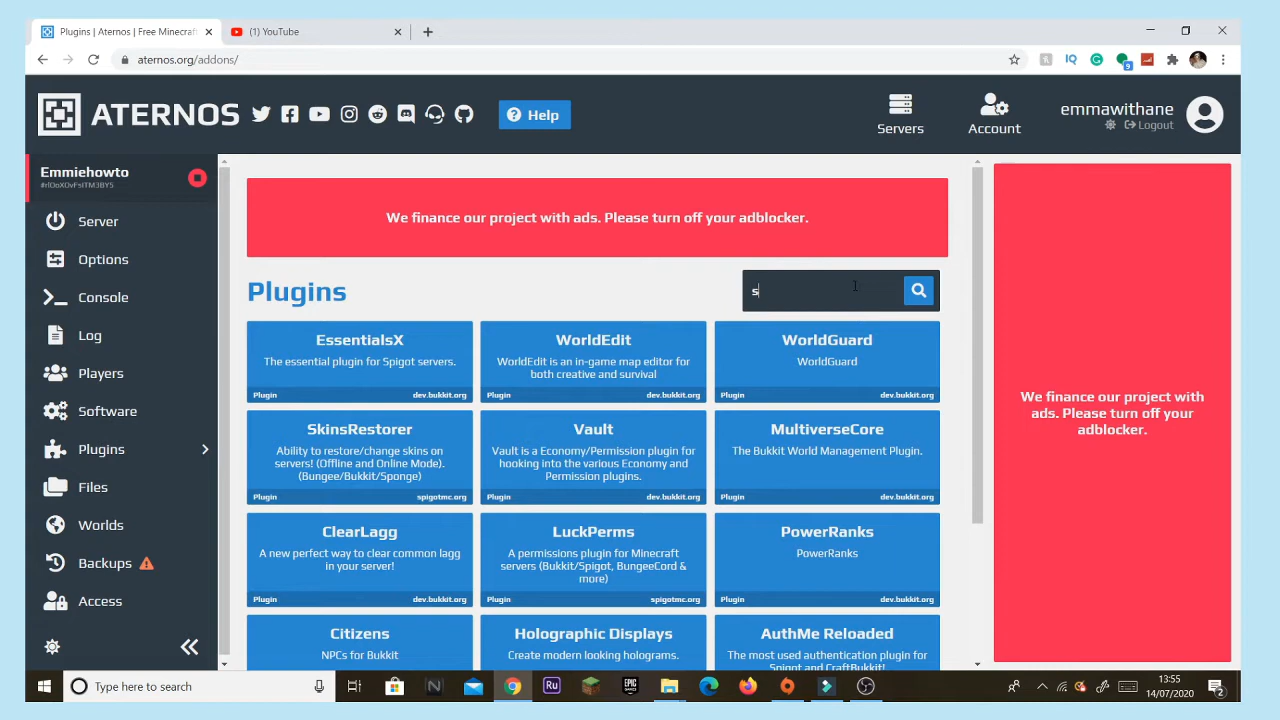 Plugins | Aternos | Free Minecraft
(1) YouTube
aternos.org/addons/
ATERNOS
Help
Servers
Account
emmawithane
Logout
Emmiehowto
Server
Options
Console
Log
Players
Software
Plugins
Files
Worlds
Backups
Access
We finance our project with ads. Please turn off your adblocker.
Plugins
s
EssentialsX
The essential plugin for Spigot servers.
Plugin dev.bukkit.org
WorldEdit
WorldEdit is an in-game map editor for
both creative and survival
Plugin dev.bukkit.org
WorldGuard
WorldGuard
Plugin dev.bukkit.org
SkinsRestorer
Ability to restore/change skins on
servers! (Offline and Online Mode).
(Bungee/Bukkit/Sponge)
Plugin spigotmc.org
Vault
Vault is a Economy/Permission plugin for
hooking into the various Economy and
Permission plugins.
Plugin dev.bukkit.org
MultiverseCore
The Bukkit World Management Plugin.
Plugin dev.bukkit.org
ClearLagg
A new perfect way to clear common lagg
in your server!
Plugin dev.bukkit.org
LuckPerms
A permissions plugin for Minecraft
servers (Bukkit/Spigot, BungeeCord &
more)
Plugin spigotmc.org
PowerRanks
PowerRanks
Plugin dev.bukkit.org
Citizens
NPCs for Bukkit
Holographic Displays
Create modern looking holograms.
AuthMe Reloaded
The most used authentication plugin for
Spigot and CraftBukkit!
We finance our project with
ads. Please turn off your
adblocker.
Type here to search
Ru
EPIC
GAMES
13:55
14/07/2020
2